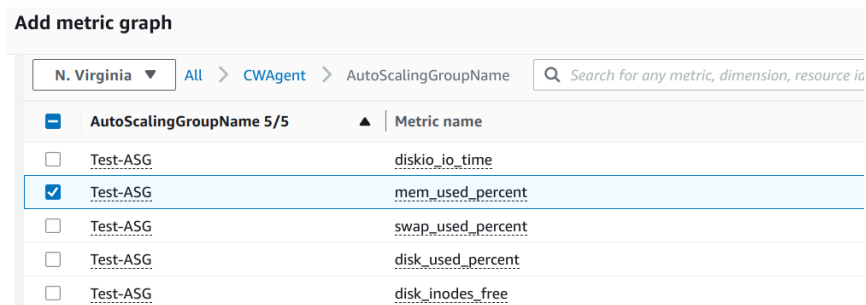 Add metric graph
N. Virginia ▼ All > CWAgent > AutoScalingGroupName Search for any metric, dimension, resource
AutoScalingGroupName 5/5 ▲ Metric name
Test-ASG diskio_io_time
Test-ASG mem_used_percent
Test-ASG swap_used_percent
Test-ASG disk_used_percent
Test-ASG disk_inodes_free